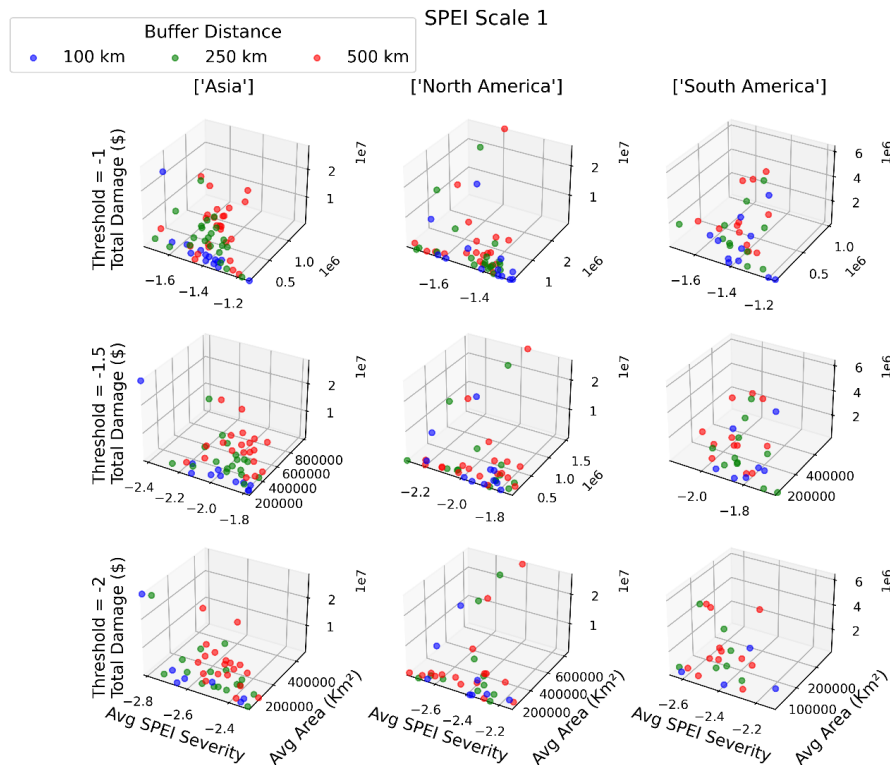 SPEI Scale 1
Buffer Distance
100 km 250 km 500 km
['Asia'] ['North America'] ['South America']
Threshold = -1
Total Damage ($)
1e7
2
1
1.0
0.5
1e6
−1.6 −1.4 −1.2
1e7
2
1
2
1
1e6
−1.6 −1.4
1e7
6
4
2
1.0
0.5
1e6
−1.6 −1.4 −1.2
Threshold = -1.5
Total Damage ($)
1e7
2
1
800000
600000
400000
200000
−2.4 −2.2 −2.0 −1.8
1e7
2
1
1.5
1.0
0.5
1e6
−2.2 −2.0 −1.8
1e7
6
4
2
400000
200000
−2.0 −1.8
Threshold = -2
Total Damage ($)
1e7
2
1
400000
200000
−2.8 −2.6 −2.4
Avg SPEI Severity
Avg Area (Km²)
1e7
2
1
600000
400000
200000
−2.6 −2.4 −2.2
Avg SPEI Severity
Avg Area (Km²)
1e7
6
4
2
200000
100000
−2.6 −2.4 −2.2
Avg SPEI Severity
Avg Area (Km²)